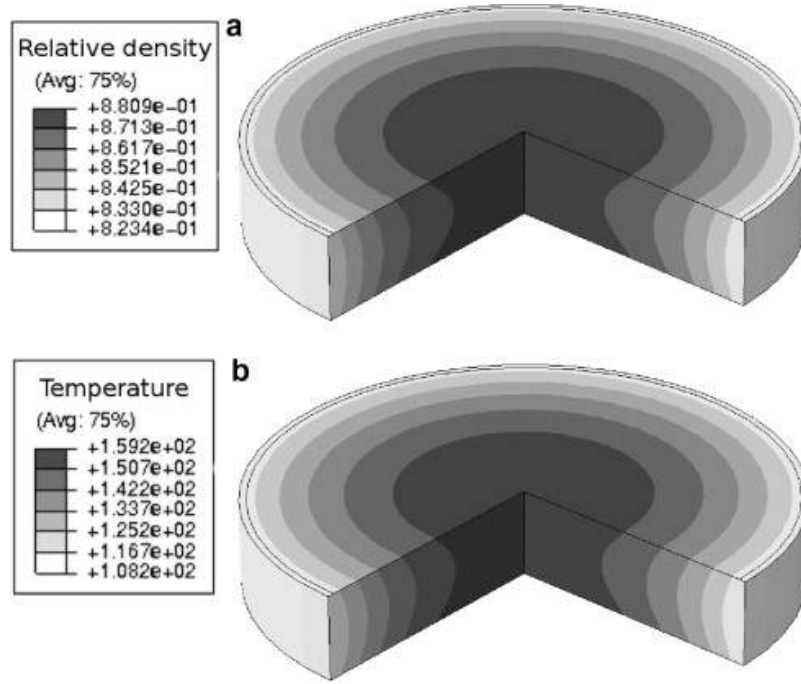 a
Relative density
(Avg: 75%)
+8.809e-01
+8.713e-01
+8.617e-01
+8.521e-01
+8.425e-01
+8.330e-01
+8.234e-01
b
Temperature
(Avg: 75%)
+1.592e+02
+1.507e+02
+1.422e+02
+1.337e+02
+1.252e+02
+1.167e+02
+1.082e+02